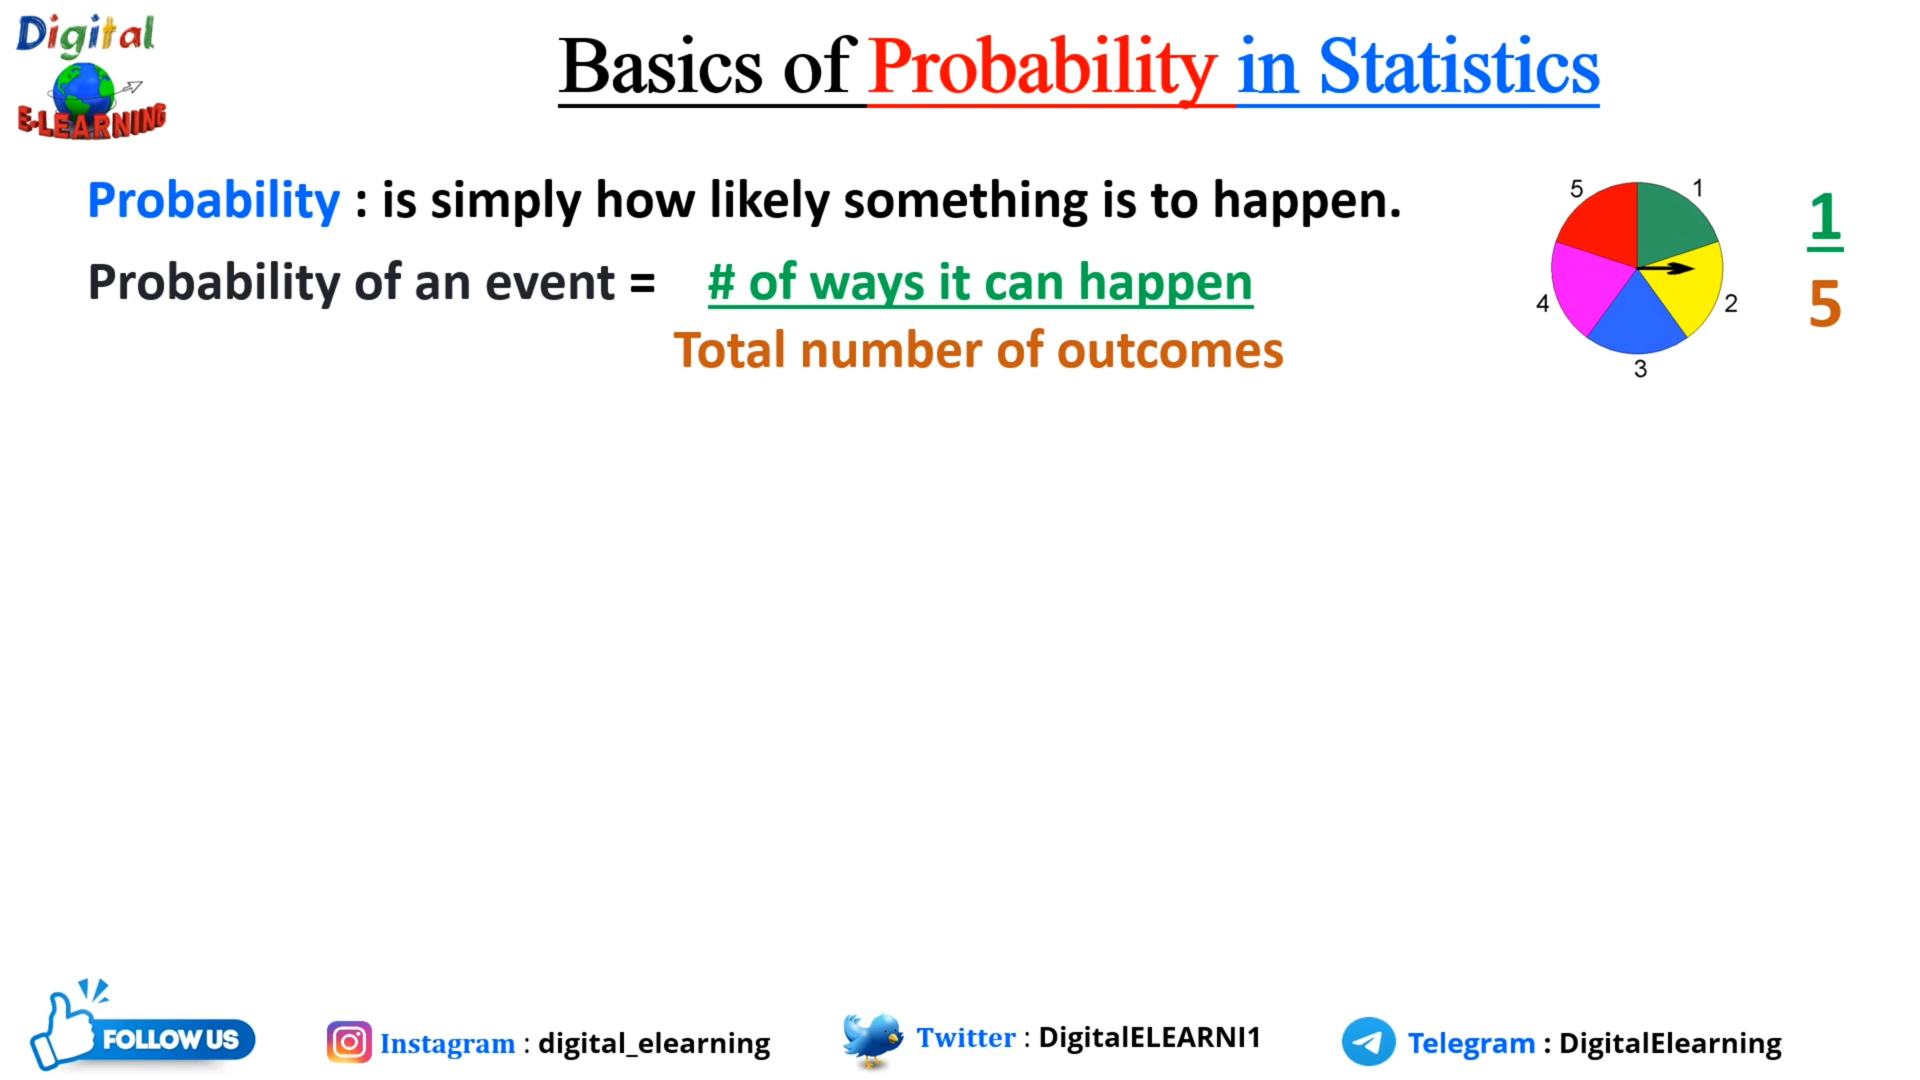 Digital
E-LEARNING
Basics of Probability in Statistics
Probability : is simply how likely something is to happen.
Probability of an event = # of ways it can happen
Total number of outcomes
5
1
4
2
3
1
5
FOLLOW US
Instagram : digital_elearning
Twitter : DigitalELEARNI1
Telegram : DigitalElearning